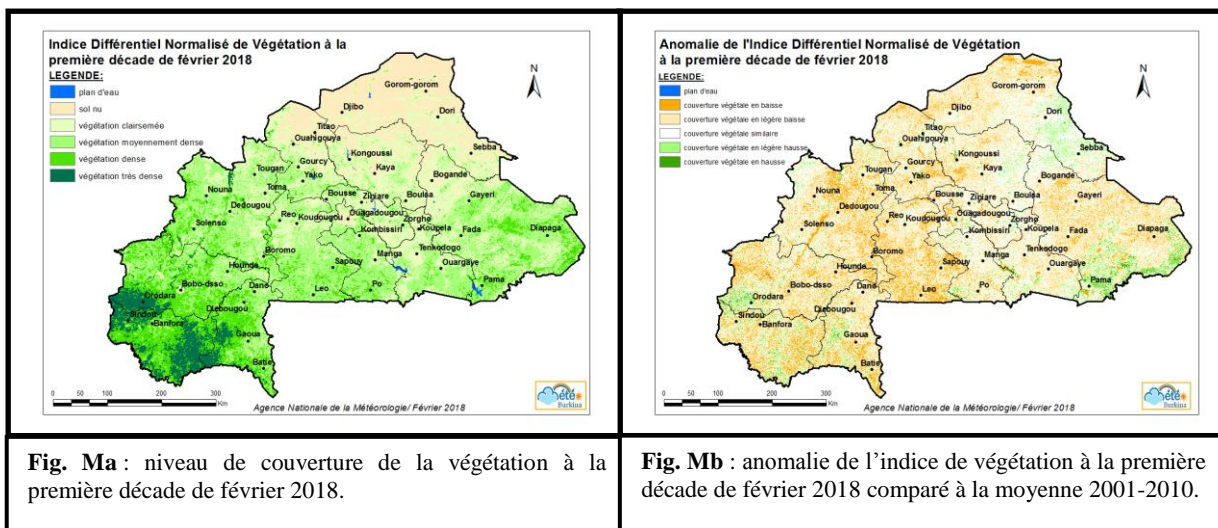 Indice Différentiel Normalisé de Végétation à la
première décade de février 2018
LEGENDE:
plan d'eau
sol nu
végétation clairsemée
végétation moyennement dense
végétation dense
végétation très dense
N
Gorom-gorom
Djibo
Dori
Titao
Ouahigouya
Kongoussi
Sebba
Gourcy
Kaya
Tougan
Yako
Bogande
Toma
Nouna
Bousse
Ziniare
Boulsa
Gayeri
Dedougou
Reo
Koudougou
Ouagadougou
Zorgho
Solenso
Kombissiri
Koupela
Fada
Diapaga
Boromo
Tenkodogo
Manga
Hounde
Sapouy
Ouargaye
Bobo-dsso
Dano
Leo
Po
Pama
Orodara
Diebougou
Sindou
Banfora
Gaoua
Batie
0 50 100 200 300
Km
Agence Nationale de la Météorologie/ Février 2018
Météo
Burkina
Anomalie de l'Indice Différentiel Normalisé de Végétation
à la première décade de février 2018
LEGENDE:
plan d'eau
couverture végétale en baisse
couverture végétale en légère baisse
couverture végétale similaire
couverture végétale en légère hausse
couverture végétale en hausse
N
Gorom-gorom
Djibo
Dori
Titao
Ouahigouya
Kongoussi
Sebba
Gourcy
Kaya
Tougan
Yako
Bogande
Toma
Nouna
Bousse
Ziniare
Boulsa
Gayeri
Dedougou
Reo
Koudougou
Ouagadougou
Zorgho
Solenso
Kombissiri
Koupela
Fada
Diapaga
Boromo
Tenkodogo
Manga
Hounde
Sapouy
Ouargaye
Bobo-dsso
Dano
Leo
Po
Pama
Orodara
Diebougou
Sindou
Banfora
Gaoua
Batie
0 50 100 200 300
Km
Agence Nationale de la Météorologie/ Février 2018
Météo
Burkina
Fig. Ma : niveau de couverture de la végétation à la
première décade de février 2018.
Fig. Mb : anomalie de l’indice de végétation à la première
décade de février 2018 comparé à la moyenne 2001-2010.